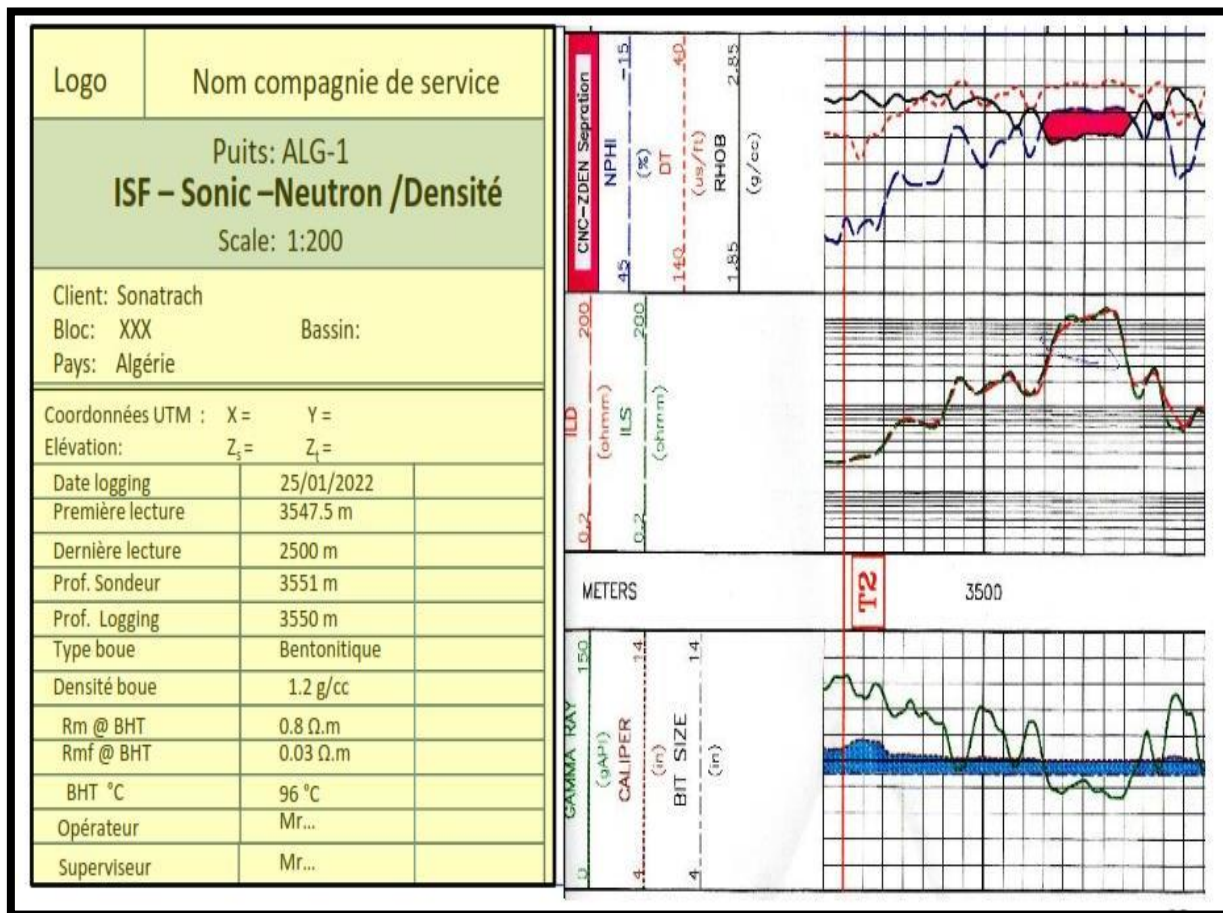 Logo
Nom compagnie de service
Puits: ALG-1
ISF – Sonic –Neutron /Densité
Scale: 1:200
Client: Sonatrach
Bloc: XXX Bassin:
Pays: Algérie
Coordonnées UTM : X = Y =
Elévation: Zs = Zt =
Date logging 25/01/2022
Première lecture 3547.5 m
Dernière lecture 2500 m
Prof. Sondeur 3551 m
Prof. Logging 3550 m
Type boue Bentonitique
Densité boue 1.2 g/cc
Rm @ BHT 0.8 Ω.m
Rmf @ BHT 0.03 Ω.m
BHT °C 96 °C
Opérateur Mr...
Superviseur Mr...
CNC-ZDEN Sepration
45 NPHI -15
(%)
140 DT 40
(us/ft)
RHOB
1.85 (g/cc) 2.85
0.2 ILD 200
(ohmm)
0.2 ILS 200
(ohmm)
METERS
T2
3500
0 GAMMA RAY 150
(gAPI)
4 CALIPER 14
(in)
4 BIT SIZE 14
(in)